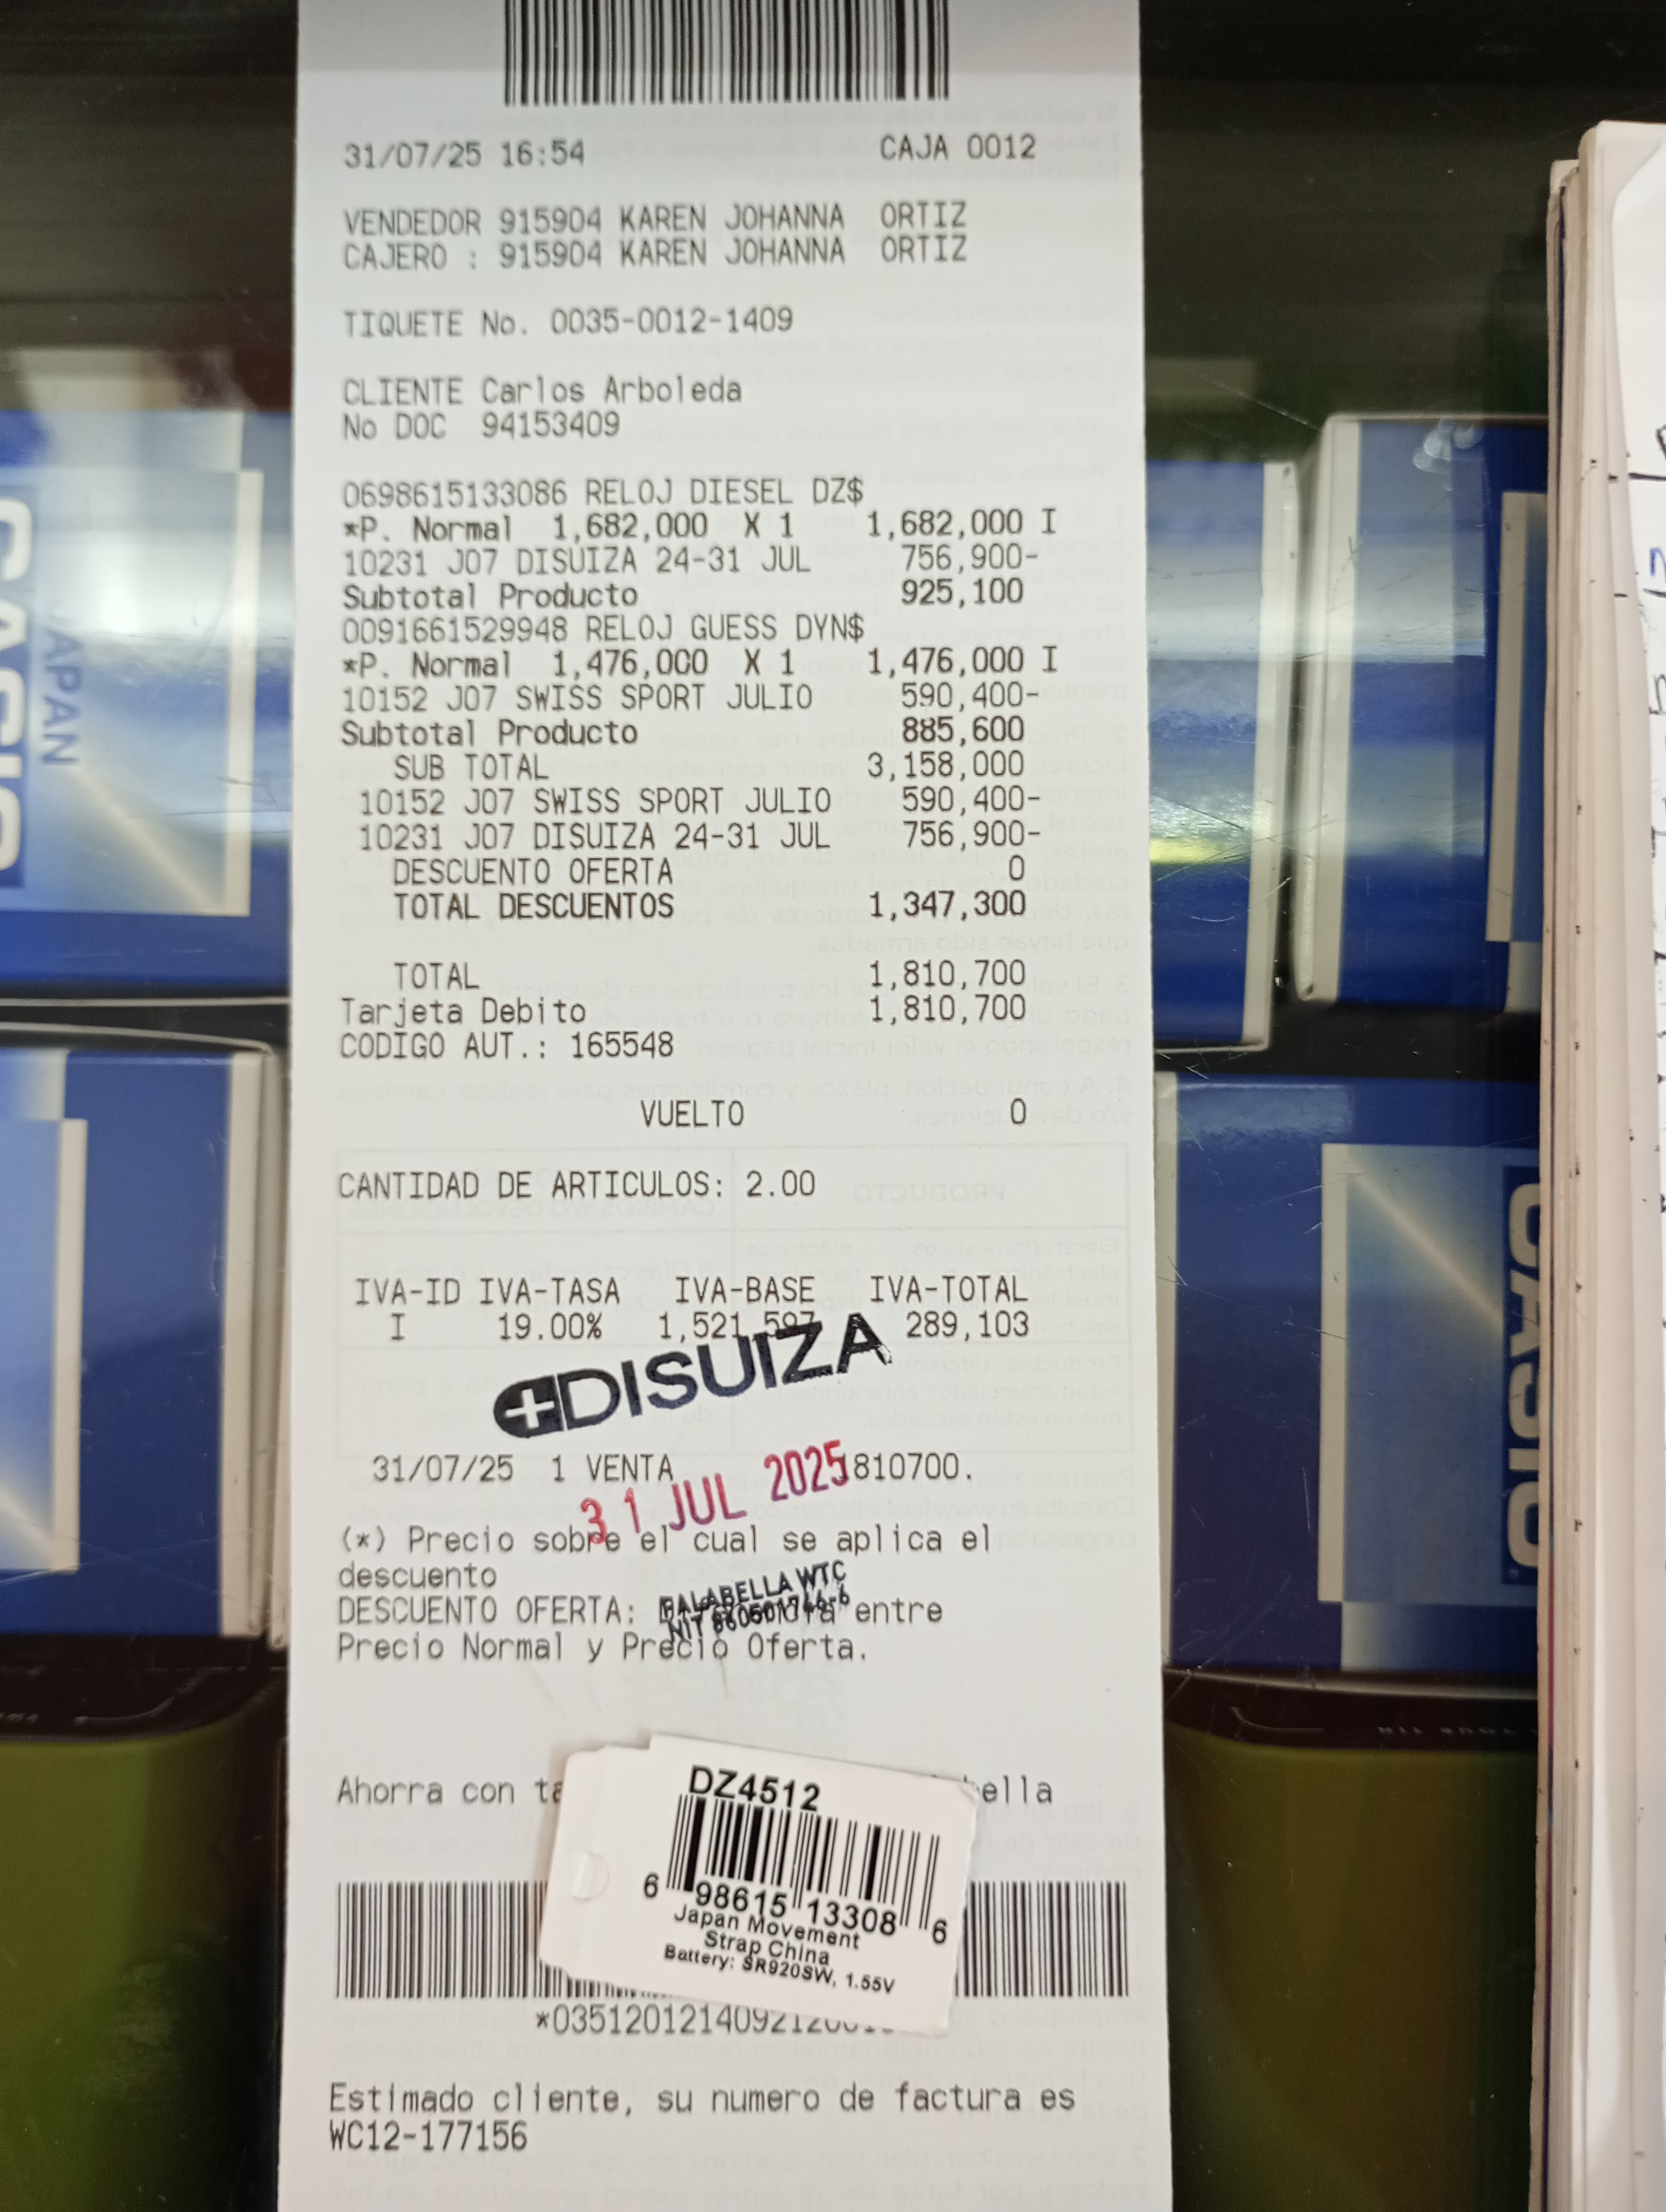 31/07/25 16:54 CAJA 0012
VENDEDOR 915904 KAREN JOHANNA ORTIZ
CAJERO : 915904 KAREN JOHANNA ORTIZ
TIQUETE No. 0035-0012-1409
CLIENTE Carlos Arboleda
No DOC 94153409
0698615133086 RELOJ DIESEL DZ$
*P. Normal 1,682,000 X 1 1,682,000 I
10231 J07 DISUIZA 24-31 JUL 756,900-
Subtotal Producto 925,100
0091661529948 RELOJ GUESS DYN$
*P. Normal 1,476,000 X 1 1,476,000 I
10152 J07 SWISS SPORT JULIO 590,400-
Subtotal Producto 885,600
SUB TOTAL 3,158,000
10152 J07 SWISS SPORT JULIO 590,400-
10231 J07 DISUIZA 24-31 JUL 756,900-
DESCUENTO OFERTA 0
TOTAL DESCUENTOS 1,347,300
TOTAL 1,810,700
Tarjeta Debito 1,810,700
CODIGO AUT.: 165548
VUELTO 0
CANTIDAD DE ARTICULOS: 2.00
IVA-ID IVA-TASA IVA-BASE IVA-TOTAL
I 19.00% 1,521,597 289,103
DISUIZA
31/07/25 1 VENTA 1810700.
31 JUL 2025
(*) Precio sobre el cual se aplica el
descuento
FALABELLA WTC
NIT 860501766-6
DESCUENTO OFERTA: entre
Precio Normal y Precio Oferta.
Ahorra con
DZ4512
6 98615 13308 6
Japan Movement
Strap China
Battery: SR920SW, 1.55V
Estimado cliente, su numero de factura es
WC12-177156
CASIO
JAPAN
CASIO